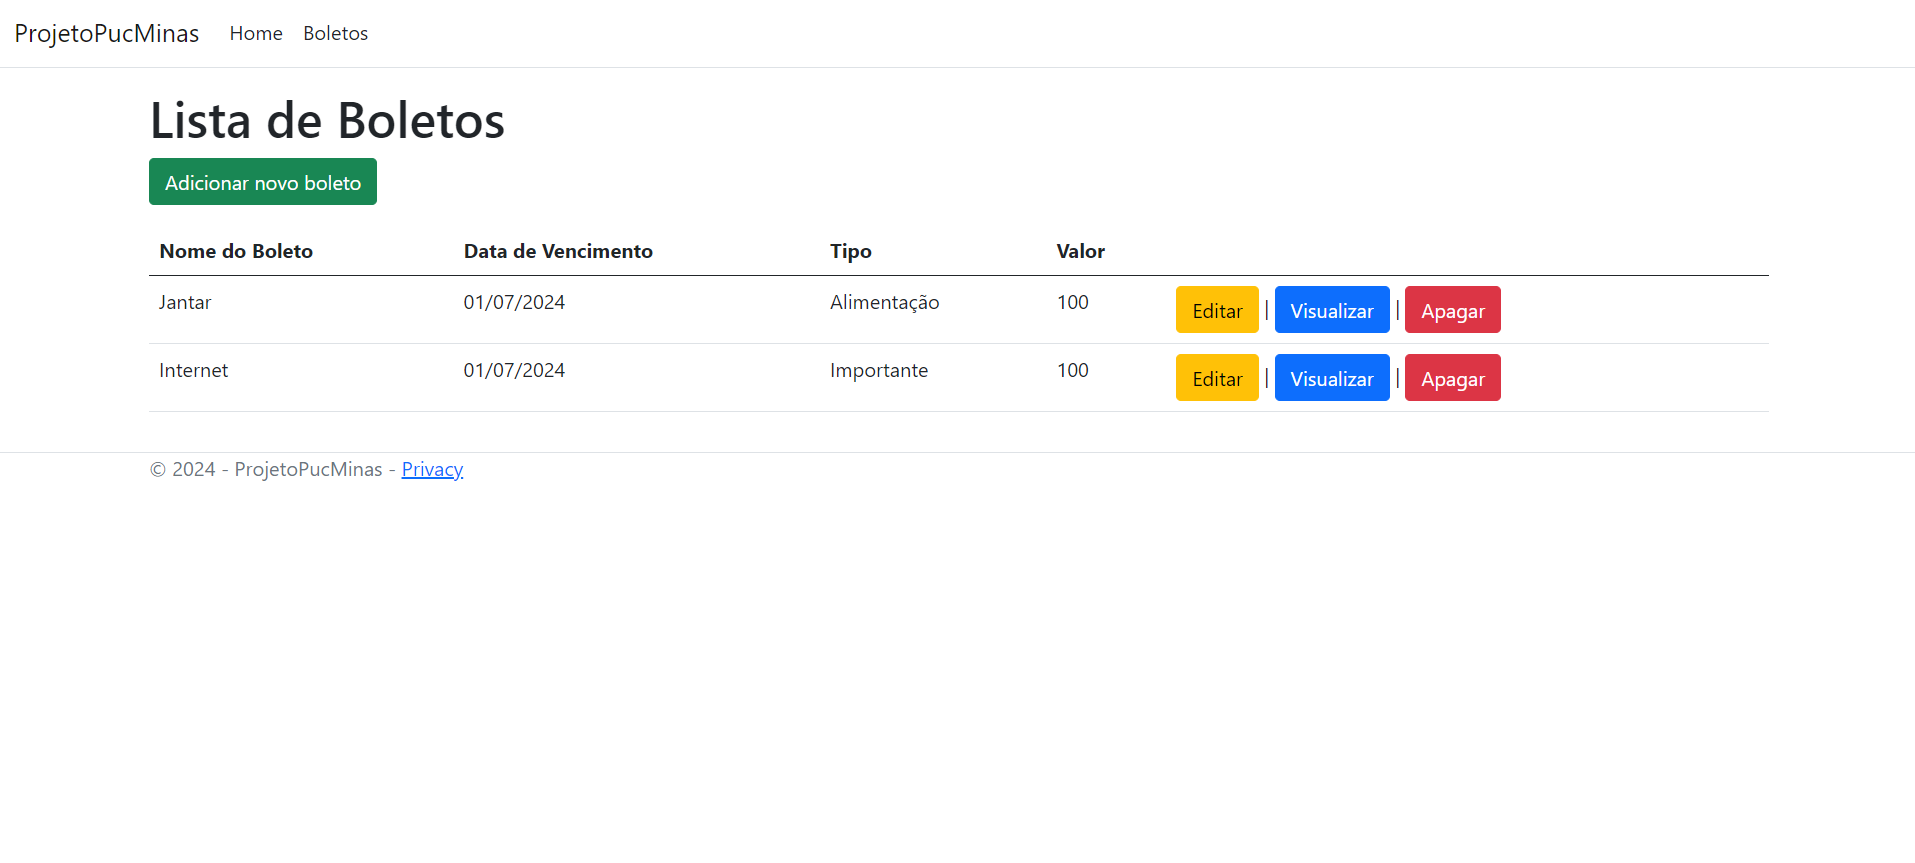 ProjetoPucMinas Home Boletos
Lista de Boletos
Adicionar novo boleto
Nome do Boleto Data de Vencimento Tipo Valor
Jantar 01/07/2024 Alimentação 100 Editar | Visualizar | Apagar
Internet 01/07/2024 Importante 100 Editar | Visualizar | Apagar
© 2024 - ProjetoPucMinas - Privacy